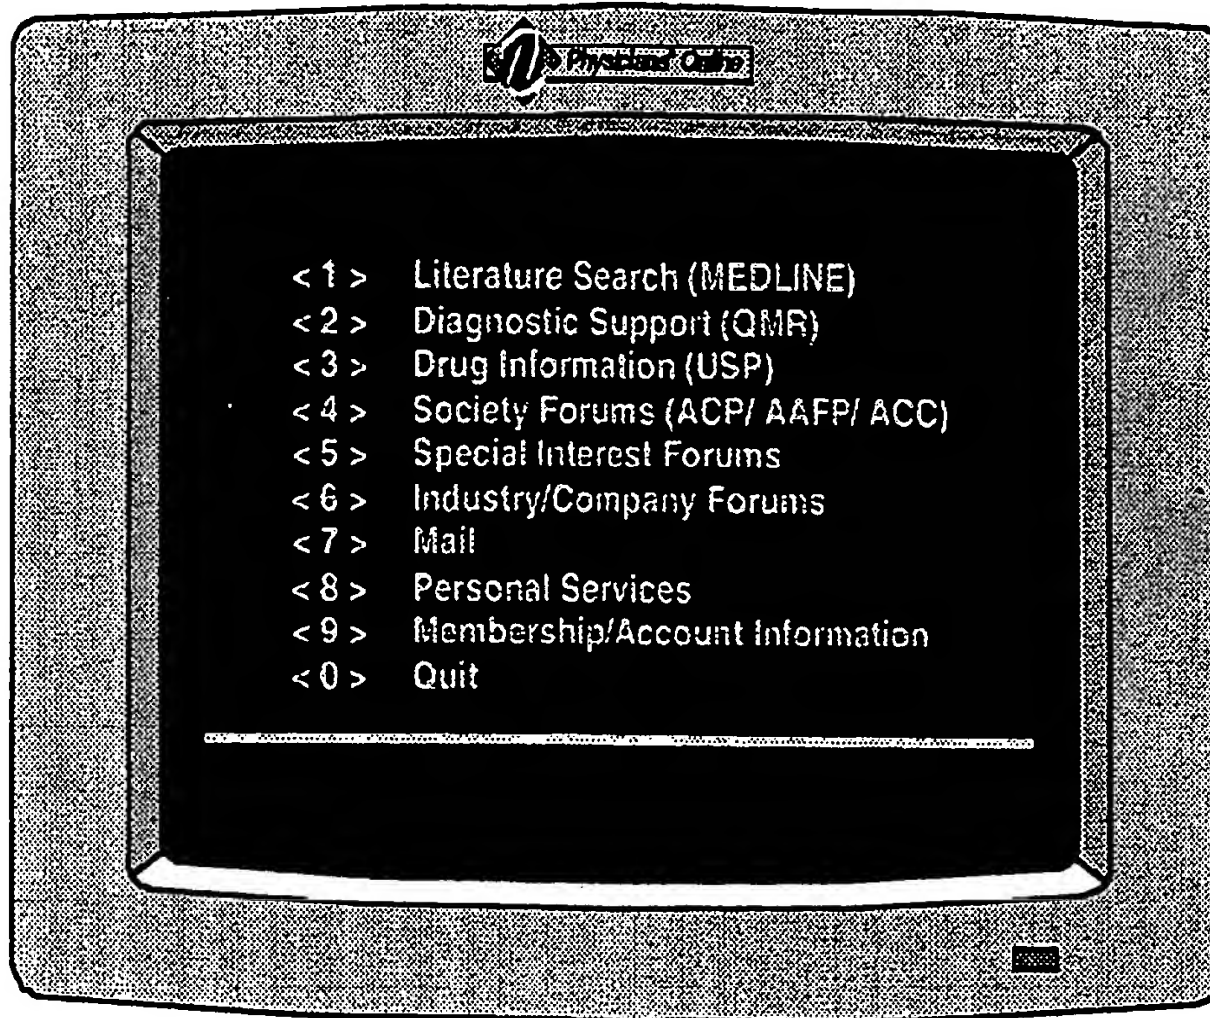 Physicians' Online
< 1 > Literature Search (MEDLINE)
< 2 > Diagnostic Support (QMR)
< 3 > Drug Information (USP)
< 4 > Society Forums (ACP/ AAFP/ ACC)
< 5 > Special Interest Forums
< 6 > Industry/Company Forums
< 7 > Mail
< 8 > Personal Services
< 9 > Membership/Account Information
< 0 > Quit